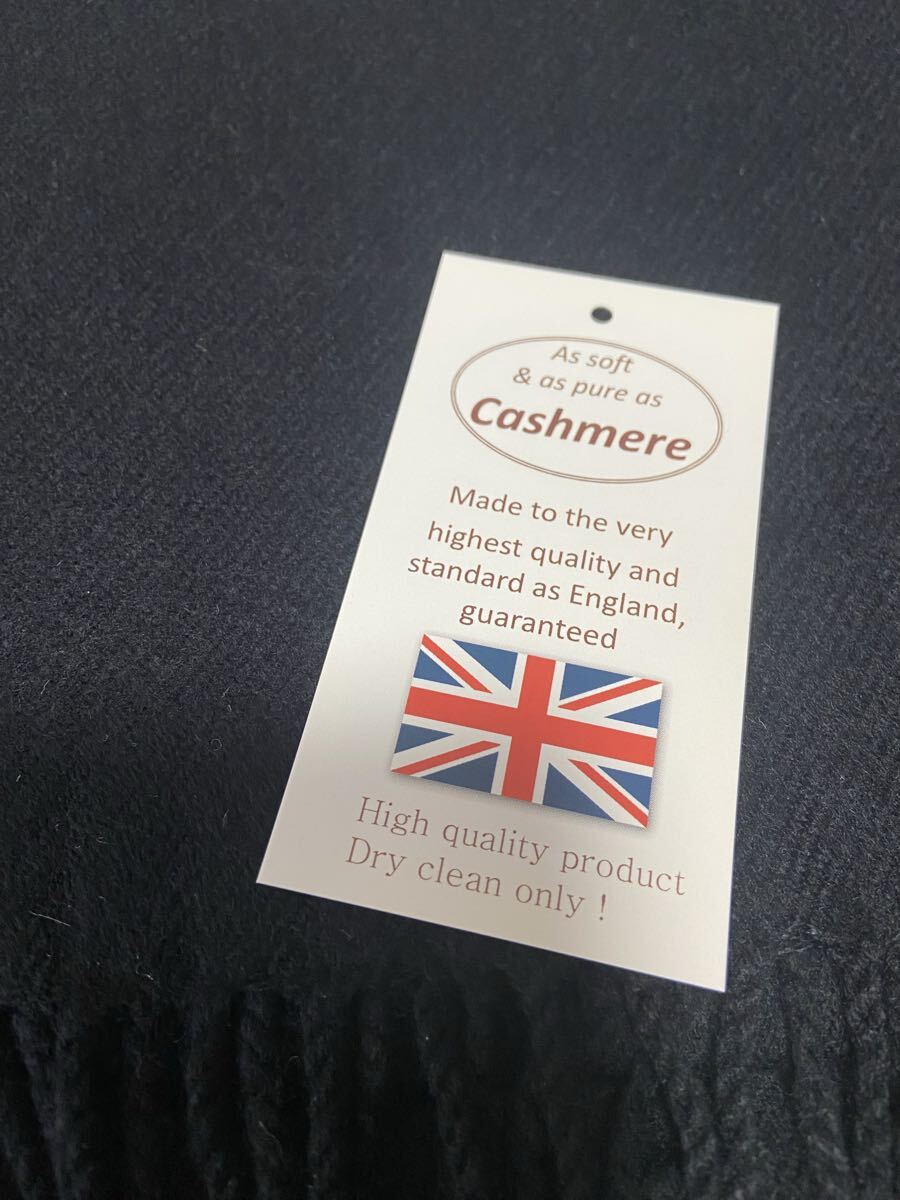 As soft
& as pure as
Cashmere
Made to the very
highest quality and
standard as England,
guaranteed
High quality product
Dry clean only !